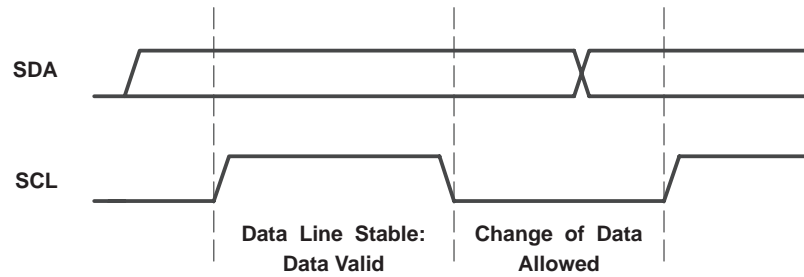 SDA
SCL
Data Line Stable:
Data Valid
Change of Data
Allowed